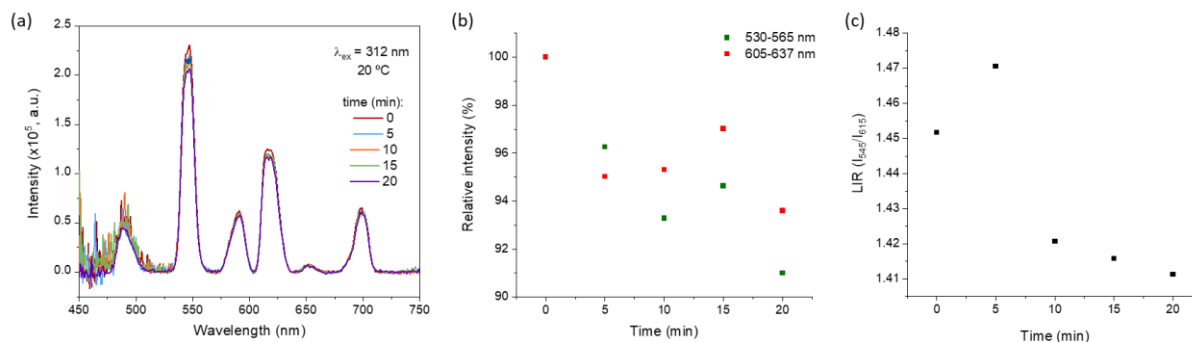 (a)
2.5
2.0
1.5
1.0
0.5
0.0
Intensity (x10⁵, a.u.)
λex = 312 nm
20 ºC
time (min):
0
5
10
15
20
450 500 550 600 650 700 750
Wavelength (nm)
(b)
530-565 nm
605-637 nm
100
98
96
94
92
90
Relative intensity (%)
0 5 10 15 20
Time (min)
(c)
1.48
1.47
1.46
1.45
1.44
1.43
1.42
1.41
LIR (I545/I615)
0 5 10 15 20
Time (min)